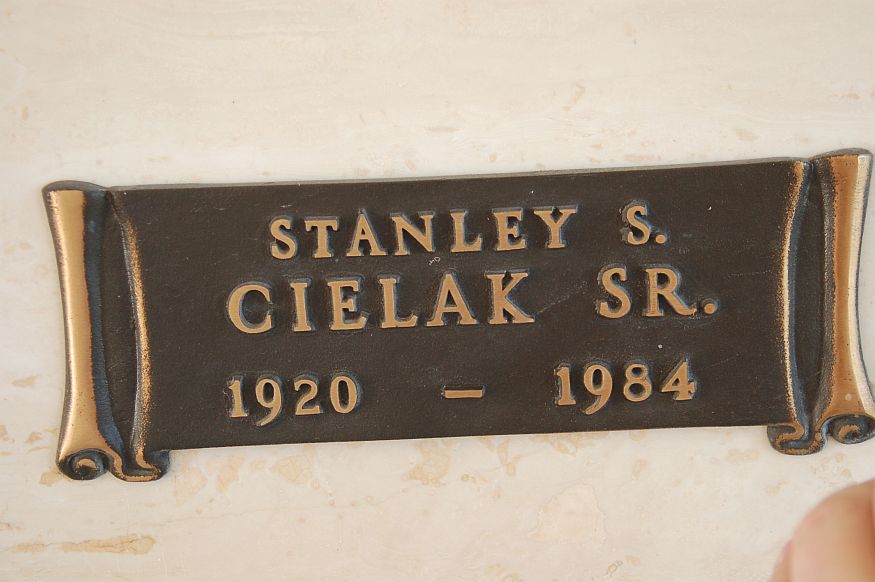 STANLEY S.
CIELAK SR.
1920 – 1984